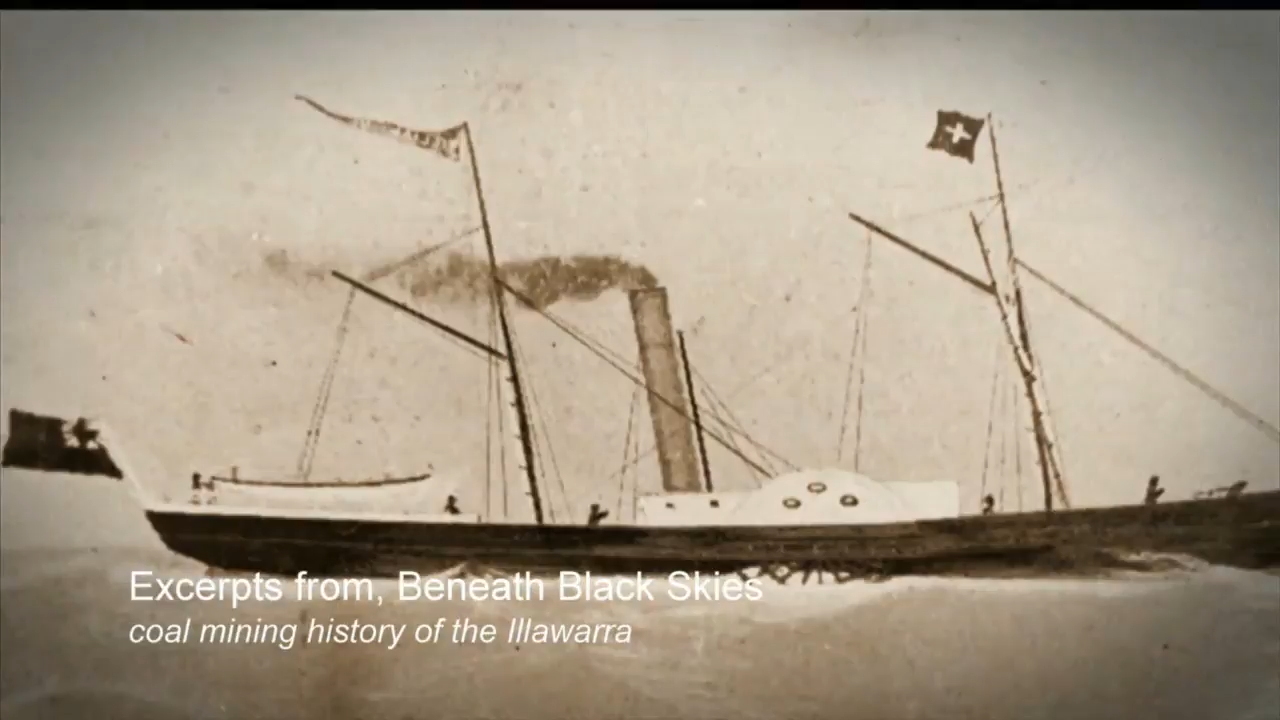 Excerpts from, Beneath Black Skies
coal mining history of the Illawarra